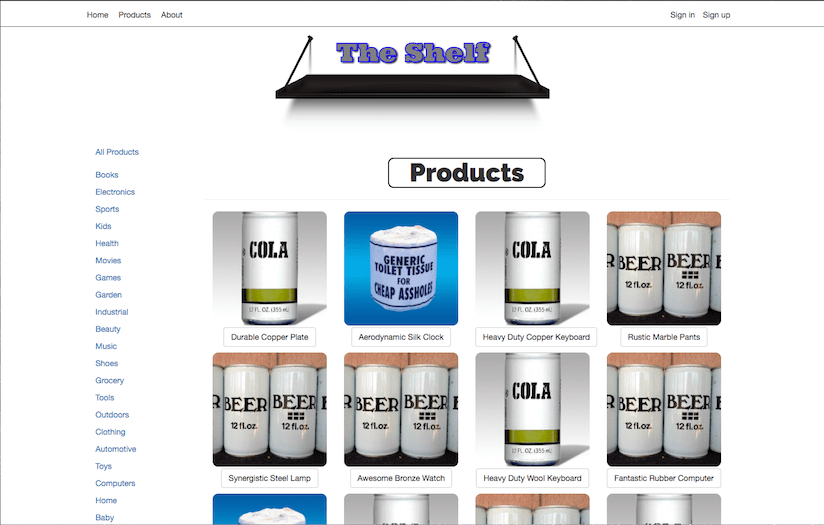 Home Products About Sign in Sign up
The Shelf
All Products
Books
Electronics
Sports
Kids
Health
Movies
Games
Garden
Industrial
Beauty
Music
Shoes
Grocery
Tools
Outdoors
Clothing
Automotive
Toys
Computers
Home
Baby
Products
COLA
12 FL. OZ. (355 mL)
GENERIC
TOILET TISSUE
FOR
CHEAP ASSHOLES
COLA
12 FL. OZ. (355 mL)
BEER BEER
12 fl.oz. 12 fl.oz.
Durable Copper Plate
Aerodynamic Silk Clock
Heavy Duty Copper Keyboard
Rustic Marble Pants
BEER BEER
12 fl.oz. 12 fl.oz.
BEER BEER
12 fl.oz. 12 fl.oz.
COLA
12 FL. OZ. (355 mL)
BEER BEER
12 fl.oz. 12 fl.oz.
Synergistic Steel Lamp
Awesome Bronze Watch
Heavy Duty Wool Keyboard
Fantastic Rubber Computer